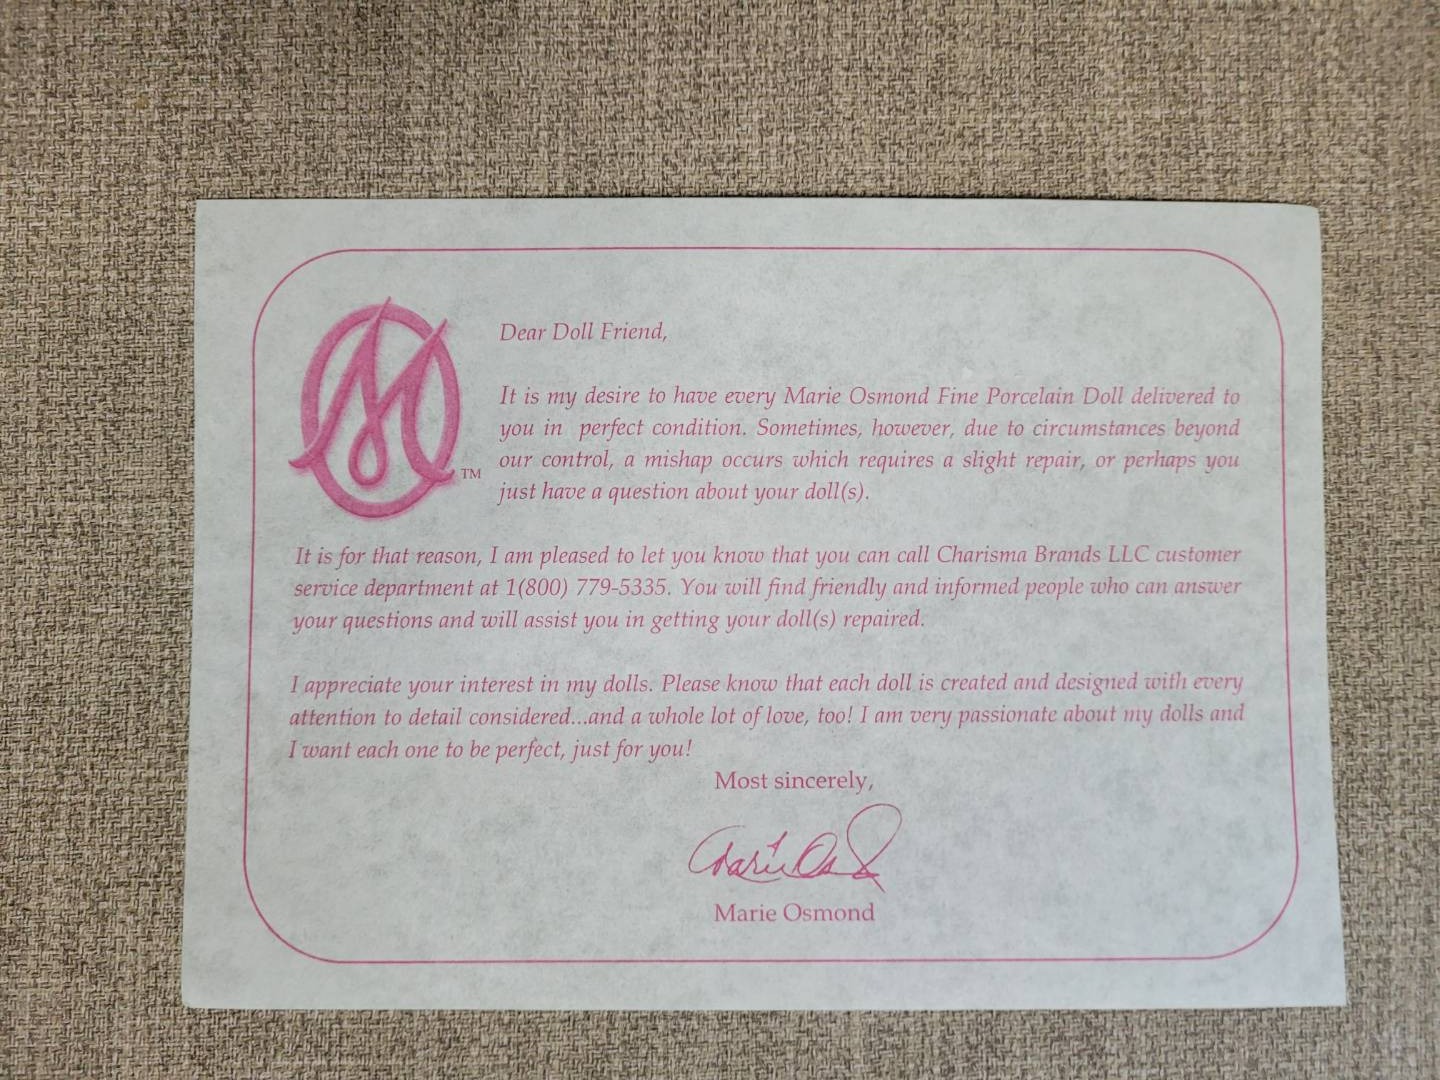 M
TM
Dear Doll Friend,
It is my desire to have every Marie Osmond Fine Porcelain Doll delivered to
you in perfect condition. Sometimes, however, due to circumstances beyond
our control, a mishap occurs which requires a slight repair, or perhaps you
just have a question about your doll(s).
It is for that reason, I am pleased to let you know that you can call Charisma Brands LLC customer
service department at 1(800) 779-5335. You will find friendly and informed people who can answer
your questions and will assist you in getting your doll(s) repaired.
I appreciate your interest in my dolls. Please know that each doll is created and designed with every
attention to detail considered...and a whole lot of love, too! I am very passionate about my dolls and
I want each one to be perfect, just for you!
Most sincerely,
Marie Osmond
Marie Osmond